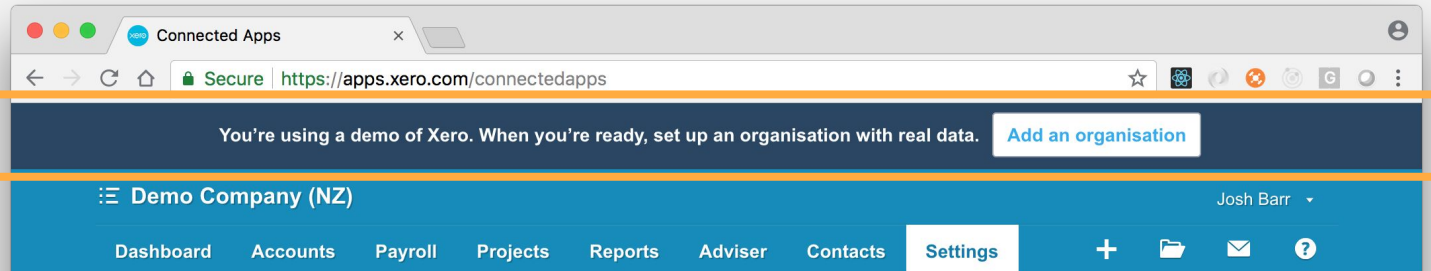 xero Connected Apps
Secure https://apps.xero.com/connectedapps G
You're using a demo of Xero. When you're ready, set up an organisation with real data. Add an organisation
Demo Company (NZ) Josh Barr
Dashboard Accounts Payroll Projects Reports Adviser Contacts Settings ?